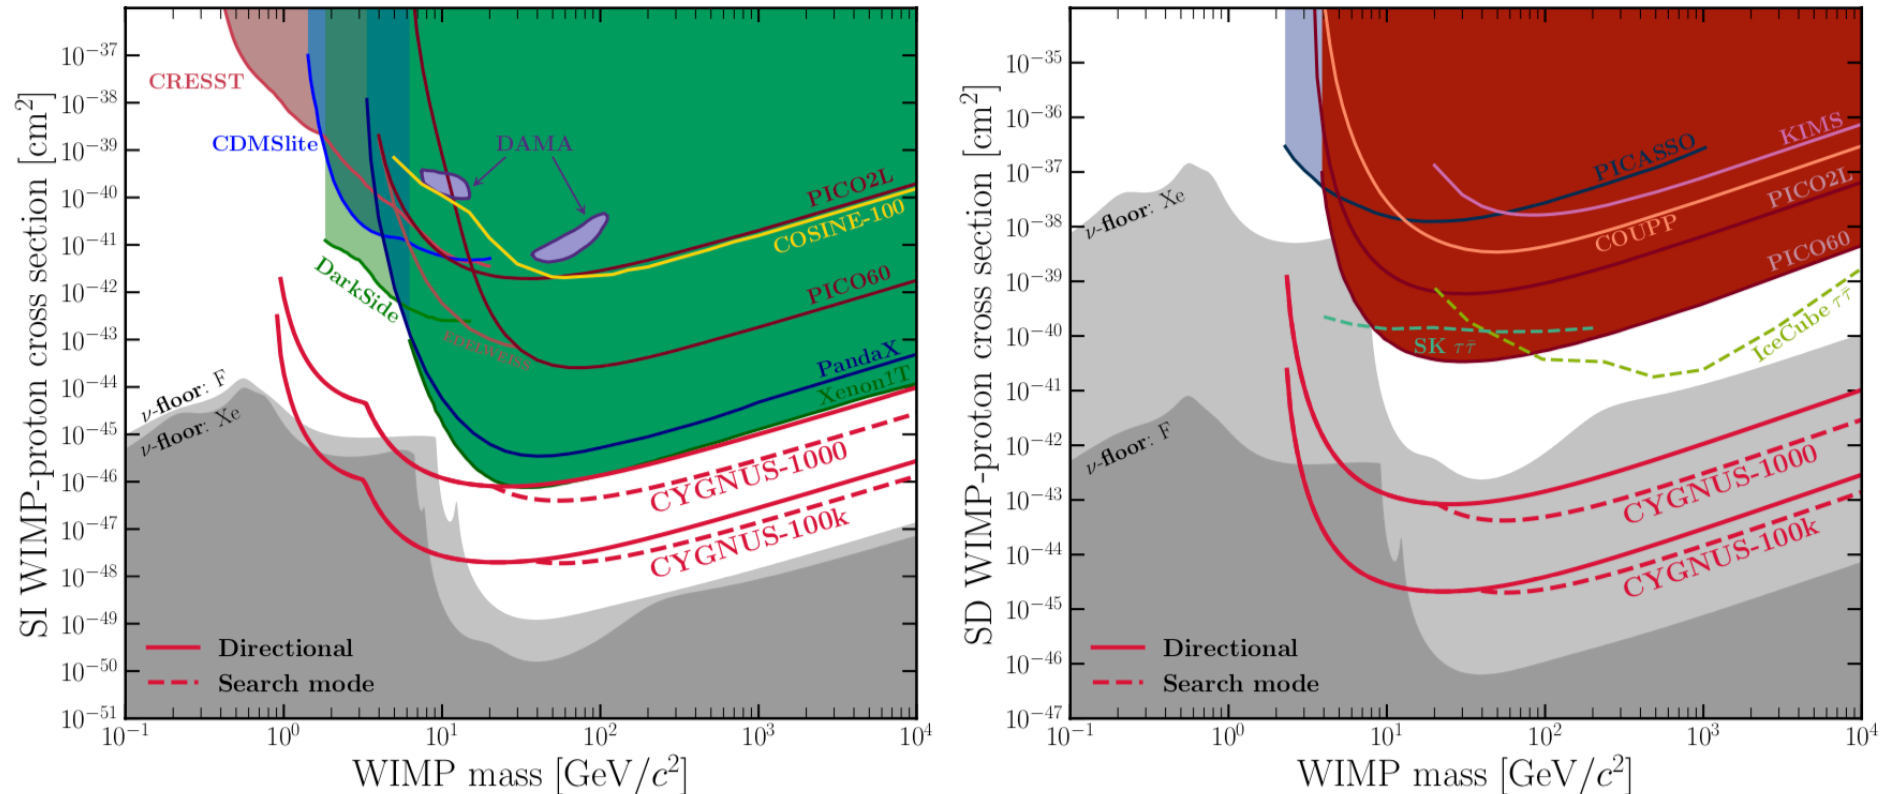 SI WIMP-proton cross section [cm²]
10⁻³⁷
10⁻³⁸
10⁻³⁹
10⁻⁴⁰
10⁻⁴¹
10⁻⁴²
10⁻⁴³
10⁻⁴⁴
10⁻⁴⁵
10⁻⁴⁶
10⁻⁴⁷
10⁻⁴⁸
10⁻⁴⁹
10⁻⁵⁰
10⁻⁵¹
CRESST
CDMSlite
DAMA
PICO2L
COSINE-100
DarkSide
PICO60
EDELWEISS
PandaX
Xenon1T
ν-floor: F
ν-floor: Xe
CYGNUS-1000
CYGNUS-100k
Directional
Search mode
10⁻¹ 10⁰ 10¹ 10² 10³ 10⁴
WIMP mass [GeV/c²]
SD WIMP-proton cross section [cm²]
10⁻³⁵
10⁻³⁶
10⁻³⁷
10⁻³⁸
10⁻³⁹
10⁻⁴⁰
10⁻⁴¹
10⁻⁴²
10⁻⁴³
10⁻⁴⁴
10⁻⁴⁵
10⁻⁴⁶
10⁻⁴⁷
KIMS
PICASSO
PICO2L
ν-floor: Xe
COUPP
PICO60
IceCube ττ̄
SK ττ̄
ν-floor: F
CYGNUS-1000
CYGNUS-100k
Directional
Search mode
10⁻¹ 10⁰ 10¹ 10² 10³ 10⁴
WIMP mass [GeV/c²]